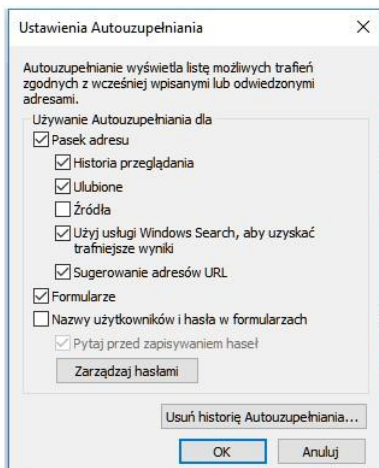 Ustawienia Autouzupełniania
Autouzupełnianie wyświetla listę możliwych trafień
zgodnych z wcześniej wpisanymi lub odwiedzonymi
adresami.
Używanie Autouzupełniania dla
Pasek adresu
Historia przeglądania
Ulubione
Źródła
Użyj usługi Windows Search, aby uzyskać
trafniejsze wyniki
Sugerowanie adresów URL
Formularze
Nazwy użytkowników i hasła w formularzach
Pytaj przed zapisywaniem haseł
Zarządzaj hasłami
Usuń historię Autouzupełniania...
OK Anuluj